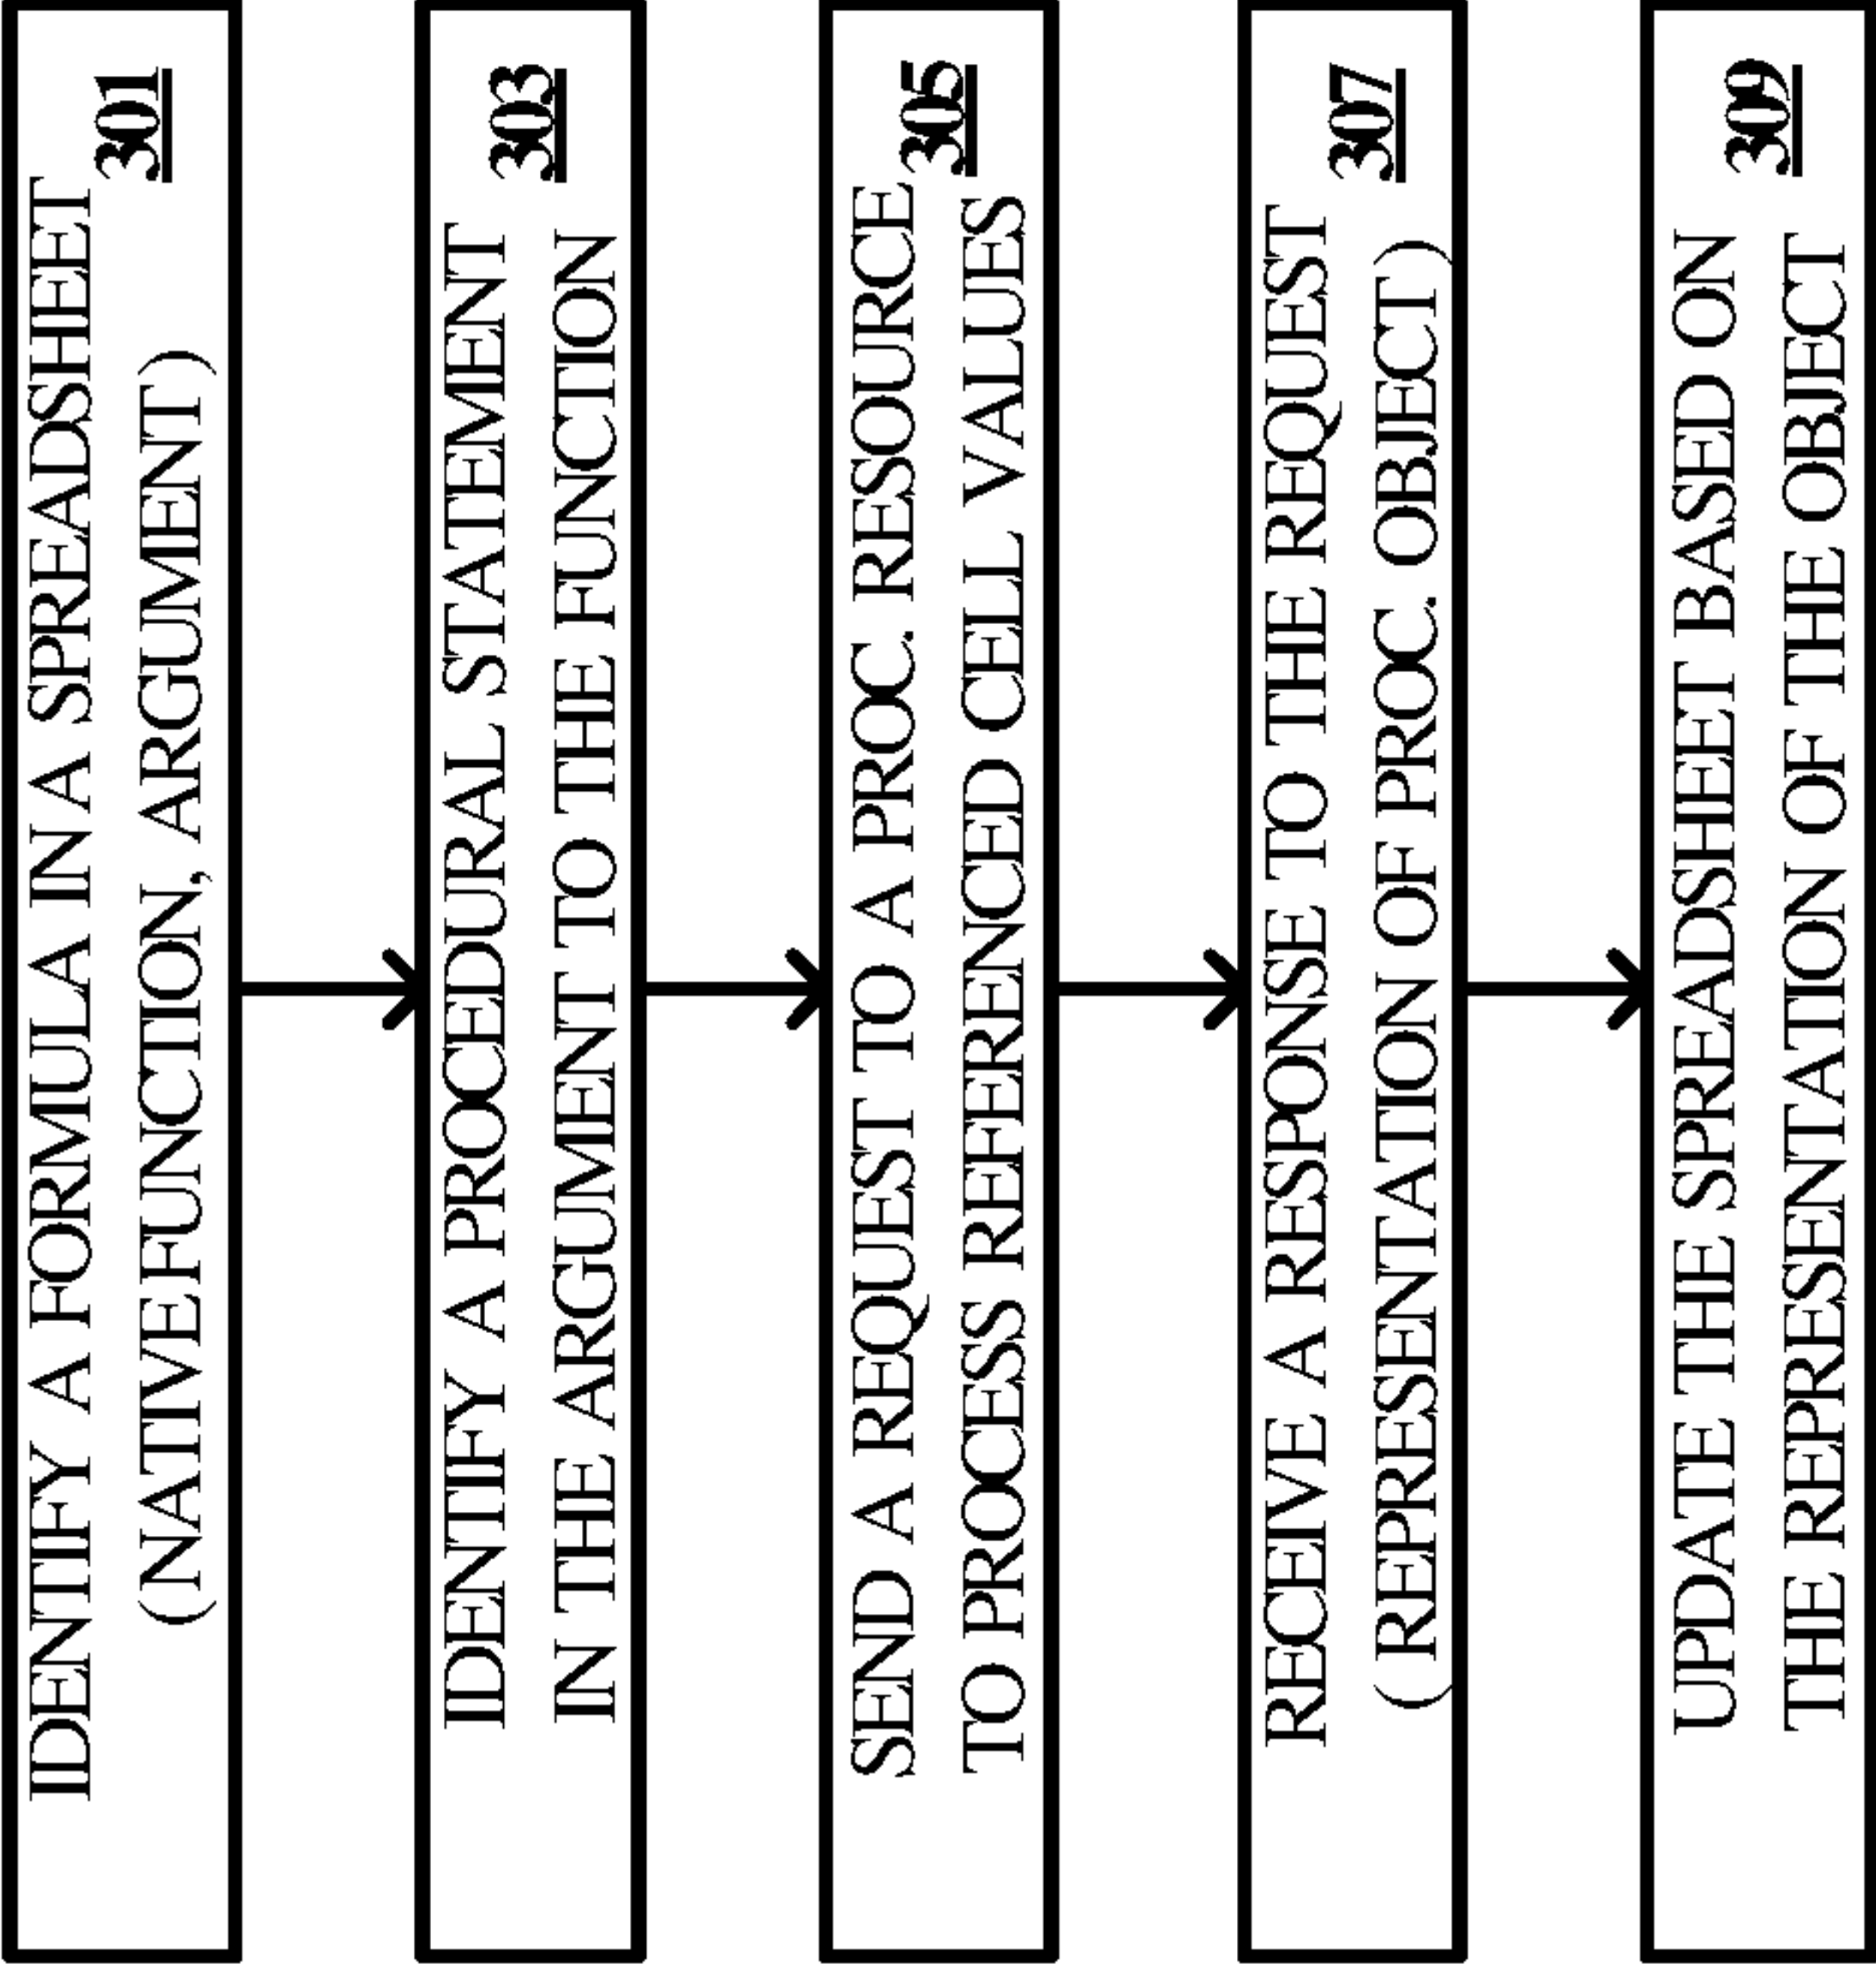 IDENTIFY A FORMULA IN A SPREADSHEET
(NATIVE FUNCTION, ARGUMENT)
301
IDENTIFY A PROCEDURAL STATEMENT
IN THE ARGUMENT TO THE FUNCTION
303
SEND A REQUEST TO A PROC. RESOURCE
TO PROCESS REFERENCED CELL VALUES
305
RECEIVE A RESPONSE TO THE REQUEST
(REPRESENTATION OF PROC. OBJECT)
307
UPDATE THE SPREADSHEET BASED ON
THE REPRESENTATION OF THE OBJECT
309